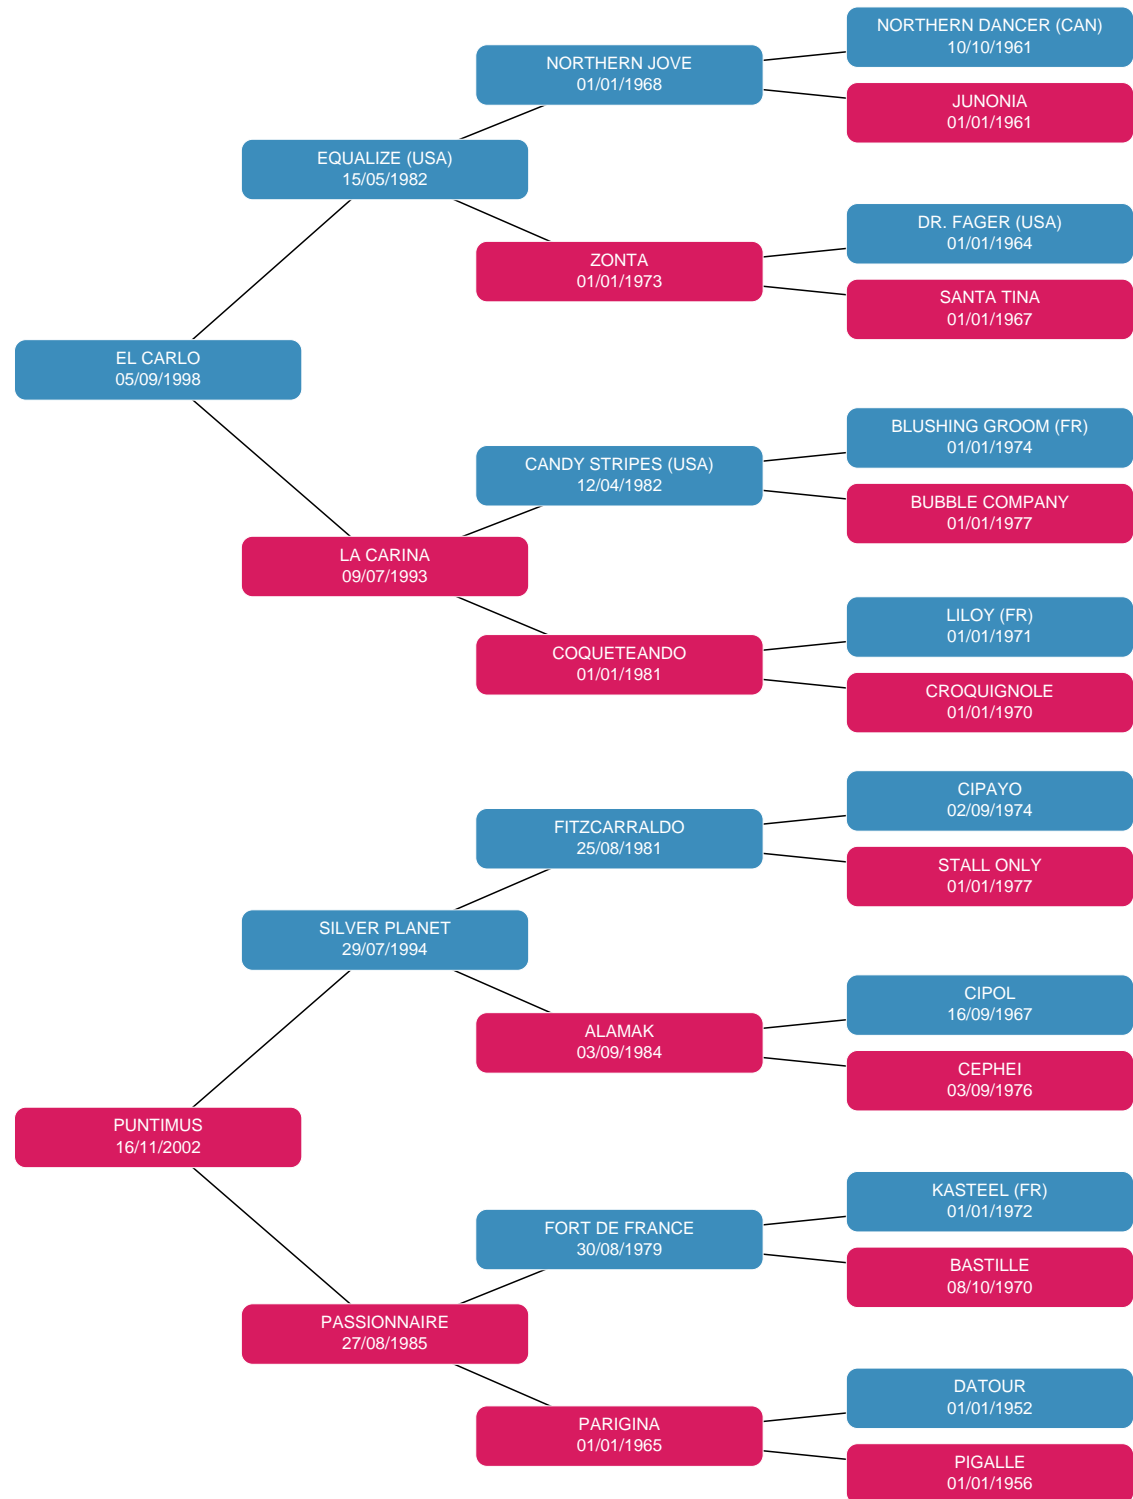 NORTHERN DANCER (CAN)
10/10/1961
NORTHERN JOVE
01/01/1968
JUNONIA
01/01/1961
EQUALIZE (USA)
15/05/1982
DR. FAGER (USA)
01/01/1964
ZONTA
01/01/1973
SANTA TINA
01/01/1967
EL CARLO
05/09/1998
BLUSHING GROOM (FR)
01/01/1974
CANDY STRIPES (USA)
12/04/1982
BUBBLE COMPANY
01/01/1977
LA CARINA
09/07/1993
LILOY (FR)
01/01/1971
COQUETEANDO
01/01/1981
CROQUIGNOLE
01/01/1970
CIPAYO
02/09/1974
FITZCARRALDO
25/08/1981
STALL ONLY
01/01/1977
SILVER PLANET
29/07/1994
CIPOL
16/09/1967
ALAMAK
03/09/1984
CEPHEI
03/09/1976
PUNTIMUS
16/11/2002
KASTEEL (FR)
01/01/1972
FORT DE FRANCE
30/08/1979
BASTILLE
08/10/1970
PASSIONNAIRE
27/08/1985
DATOUR
01/01/1952
PARIGINA
01/01/1965
PIGALLE
01/01/1956